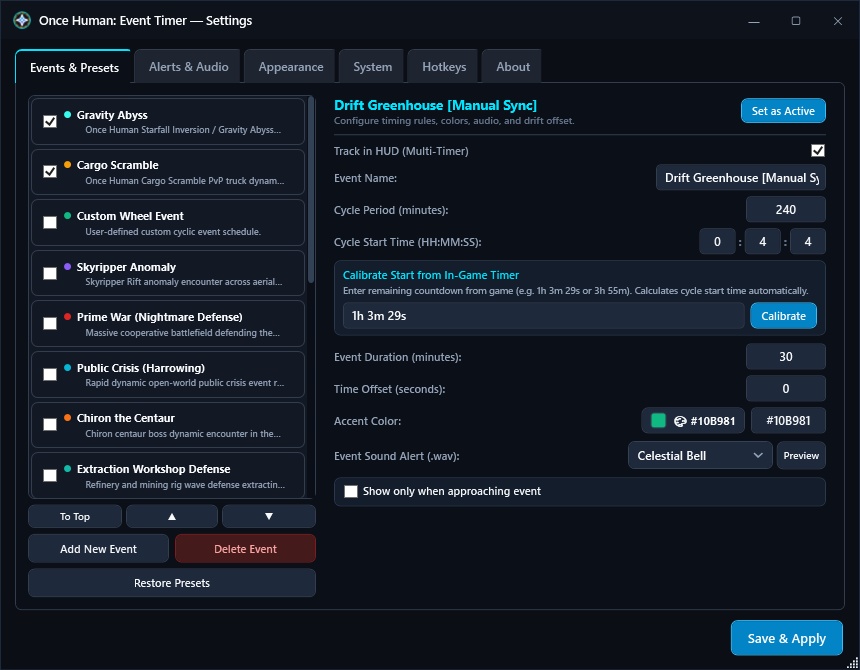 Once Human: Event Timer — Settings
Events & Presets
Alerts & Audio
Appearance
System
Hotkeys
About
Gravity Abyss
Once Human Starfall Inversion / Gravity Abyss...
Cargo Scramble
Once Human Cargo Scramble PvP truck dynam...
Custom Wheel Event
User-defined custom cyclic event schedule.
Skyripper Anomaly
Skyripper Rift anomaly encounter across aerial...
Prime War (Nightmare Defense)
Massive cooperative battlefield defending the...
Public Crisis (Harrowing)
Rapid dynamic open-world public crisis event r...
Chiron the Centaur
Chiron centaur boss dynamic encounter in the...
Extraction Workshop Defense
Refinery and mining rig wave defense extractin...
To Top
▲
▼
Add New Event
Delete Event
Restore Presets
Drift Greenhouse [Manual Sync]
Configure timing rules, colors, audio, and drift offset.
Set as Active
Track in HUD (Multi-Timer)
Event Name:
Drift Greenhouse [Manual Sy
Cycle Period (minutes):
240
Cycle Start Time (HH:MM:SS):
0 : 4 : 4
Calibrate Start from In-Game Timer
Enter remaining countdown from game (e.g. 1h 3m 29s or 3h 55m). Calculates cycle start time automatically.
1h 3m 29s
Calibrate
Event Duration (minutes):
30
Time Offset (seconds):
0
Accent Color:
#10B981
#10B981
Event Sound Alert (.wav):
Celestial Bell
Preview
Show only when approaching event
Save & Apply